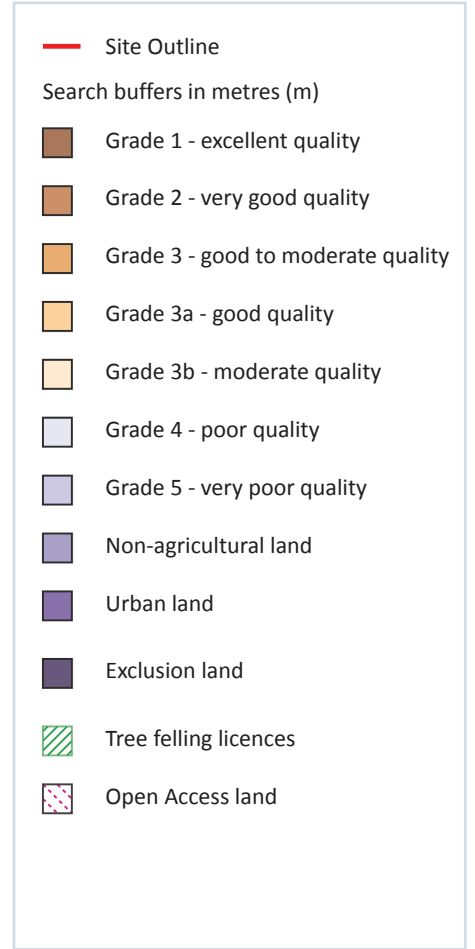 Site Outline
Search buffers in metres (m)
Grade 1 - excellent quality
Grade 2 - very good quality
Grade 3 - good to moderate quality
Grade 3a - good quality
Grade 3b - moderate quality
Grade 4 - poor quality
Grade 5 - very poor quality
Non-agricultural land
Urban land
Exclusion land
Tree felling licences
Open Access land